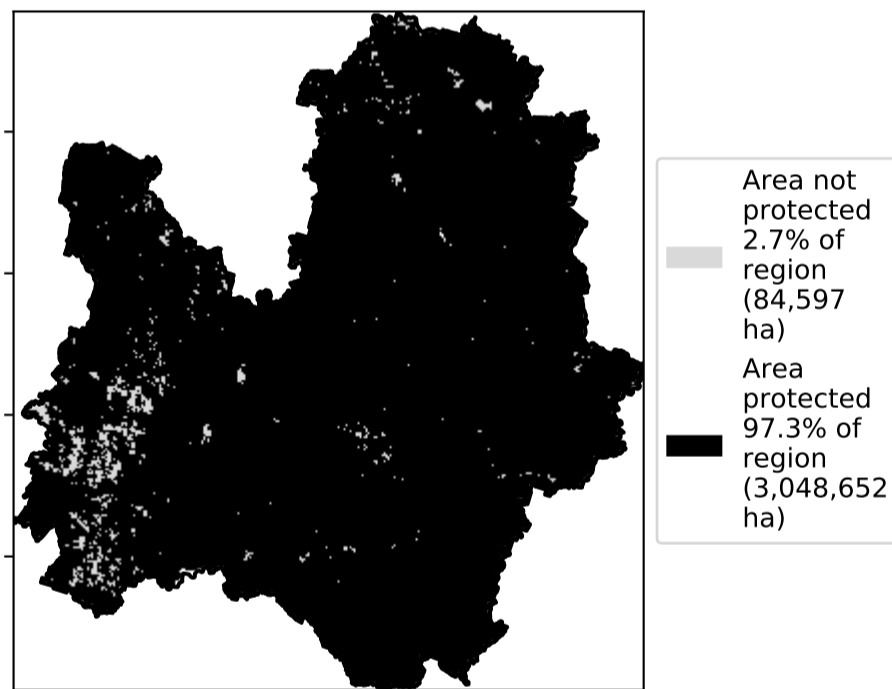 Area not
protected
2.7% of
region
(84,597
ha)
Area
protected
97.3% of
region
(3,048,652
ha)